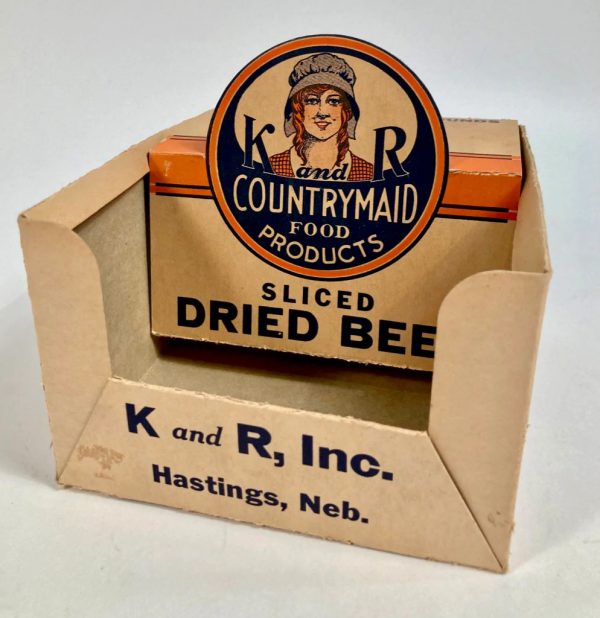 K and R
COUNTRYMAID
FOOD
PRODUCTS
SLICED
DRIED BEE
K and R, Inc.
Hastings, Neb.